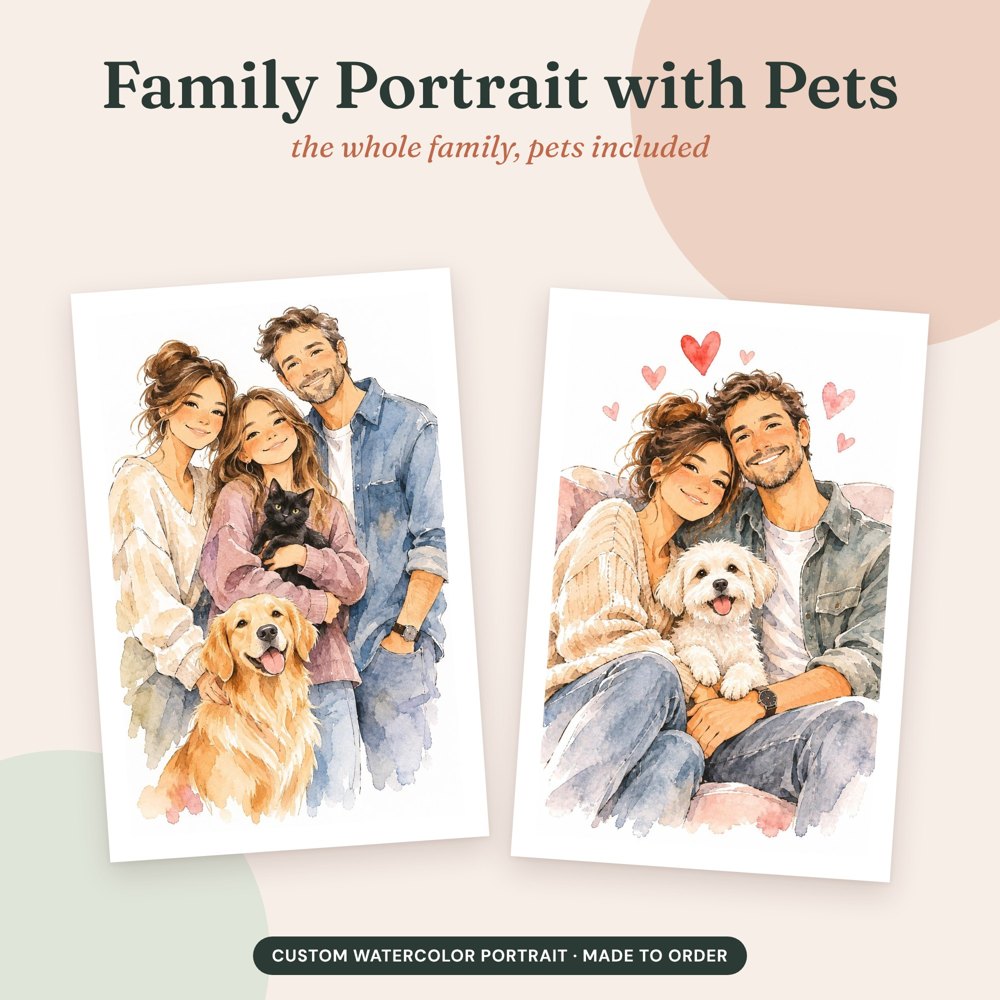 Family Portrait with Pets
the whole family, pets included
CUSTOM WATERCOLOR PORTRAIT · MADE TO ORDER